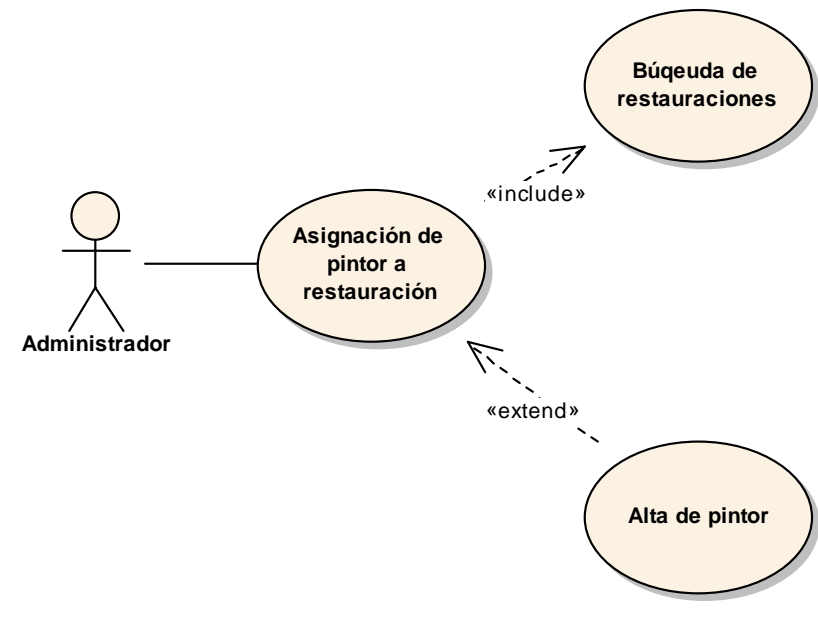 Búqeuda de
restauraciones
«include»
Asignación de
pintor a
restauración
Administrador
«extend»
Alta de pintor